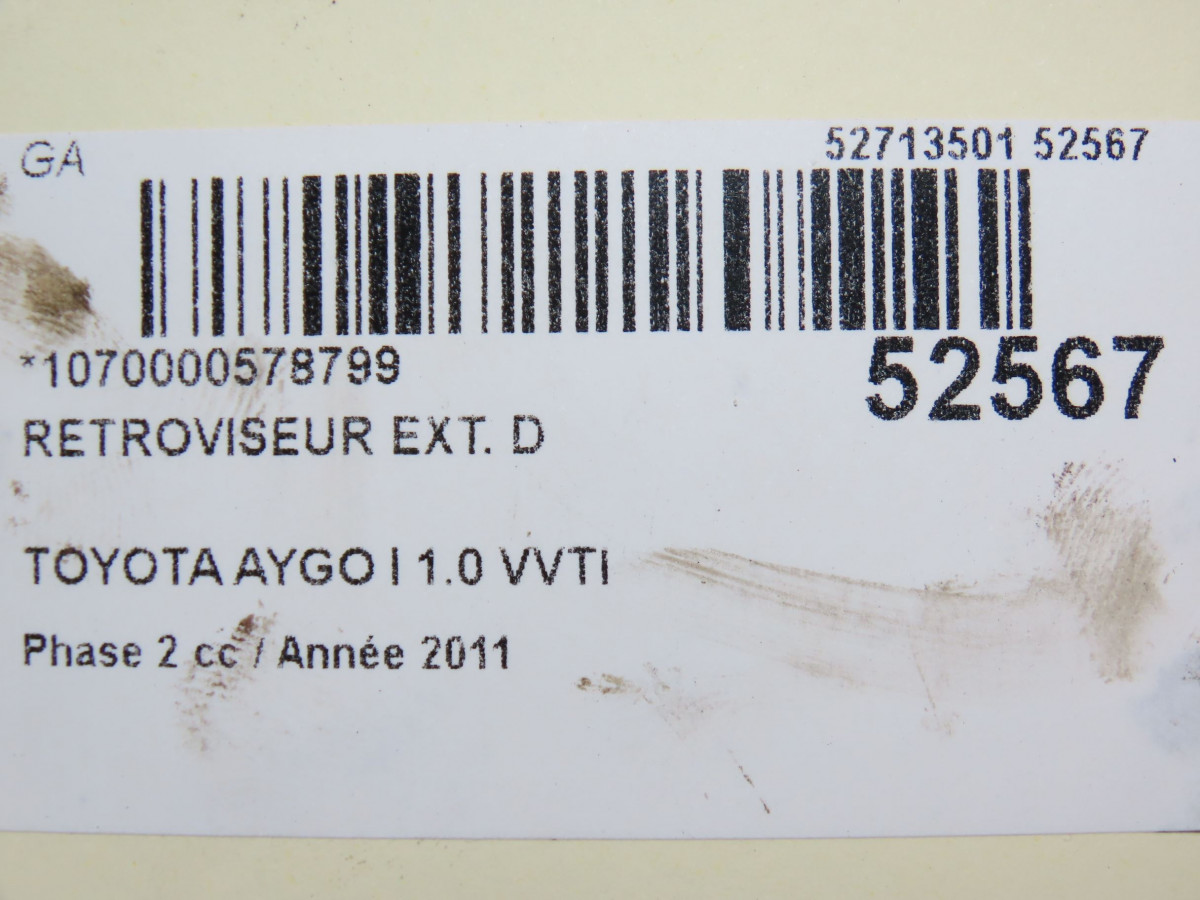 GA
52713501 52567
*1070000578799
52567
RETROVISEUR EXT. D
TOYOTA AYGO I 1.0 VVTI
Phase 2 cc / Année 2011